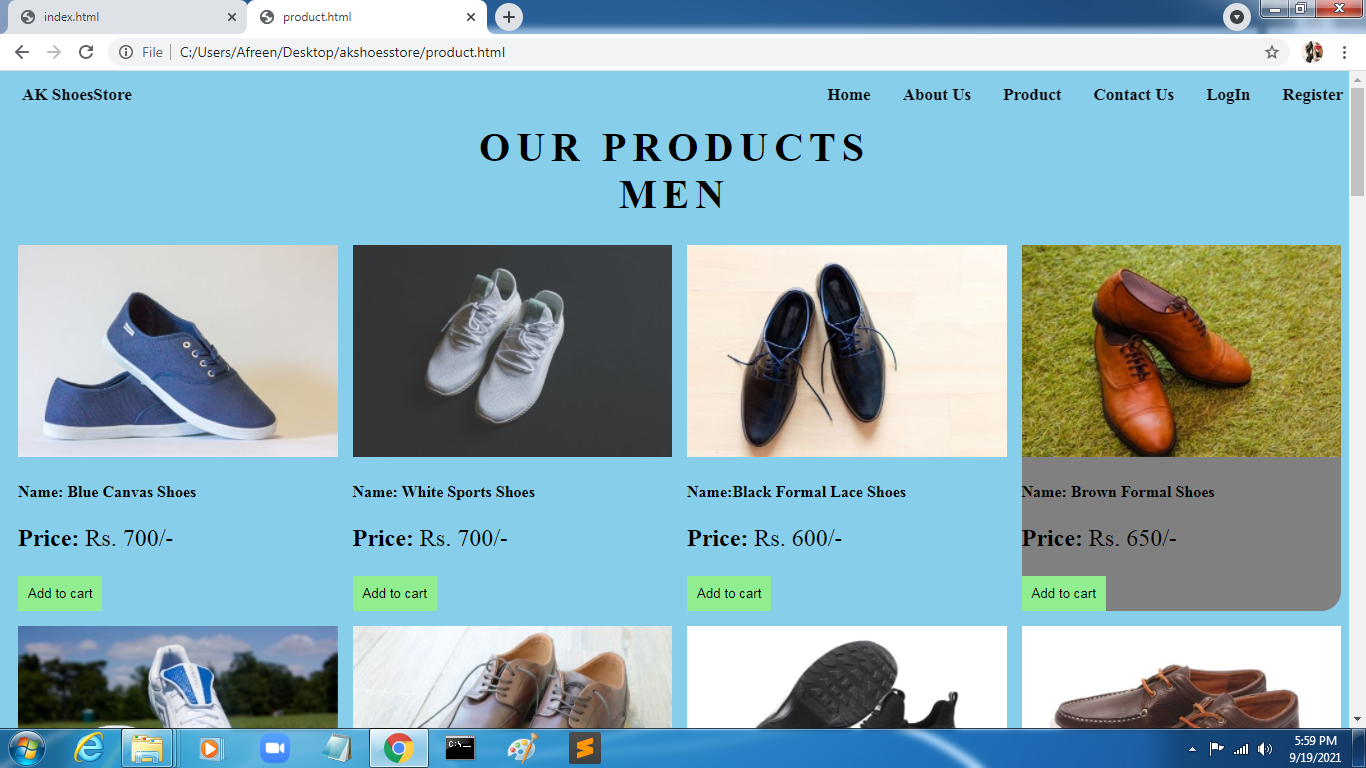 index.html
product.html
File
C:/Users/Afreen/Desktop/akshoesstore/product.html
AK ShoesStore
Home About Us Product Contact Us LogIn Register
OUR PRODUCTS
MEN
Name: Blue Canvas Shoes
Price: Rs. 700/-
Add to cart
Name: White Sports Shoes
Price: Rs. 700/-
Add to cart
Name:Black Formal Lace Shoes
Price: Rs. 600/-
Add to cart
Name: Brown Formal Shoes
Price: Rs. 650/-
Add to cart
5:59 PM
9/19/2021